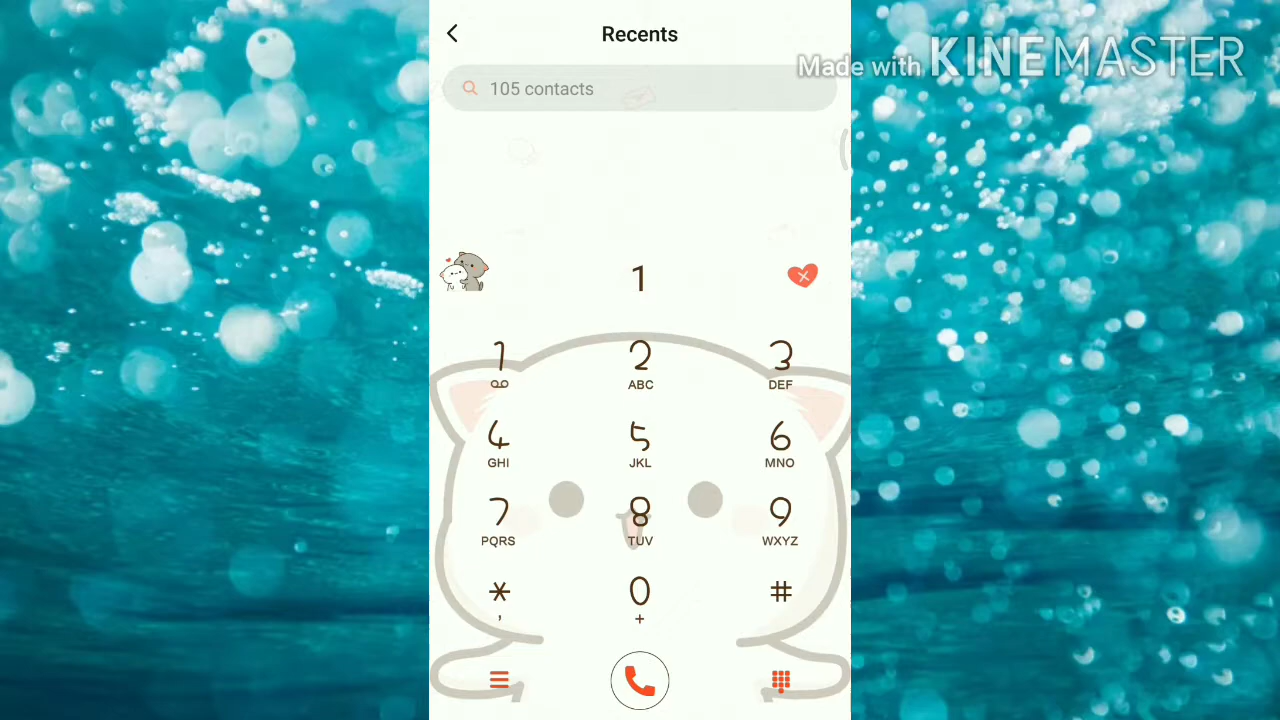 Recents
Made with KINEMASTER
105 contacts
1
1 2 3
ABC DEF
4 5 6
GHI JKL MNO
7 8 9
PQRS TUV WXYZ
* 0 #
, +